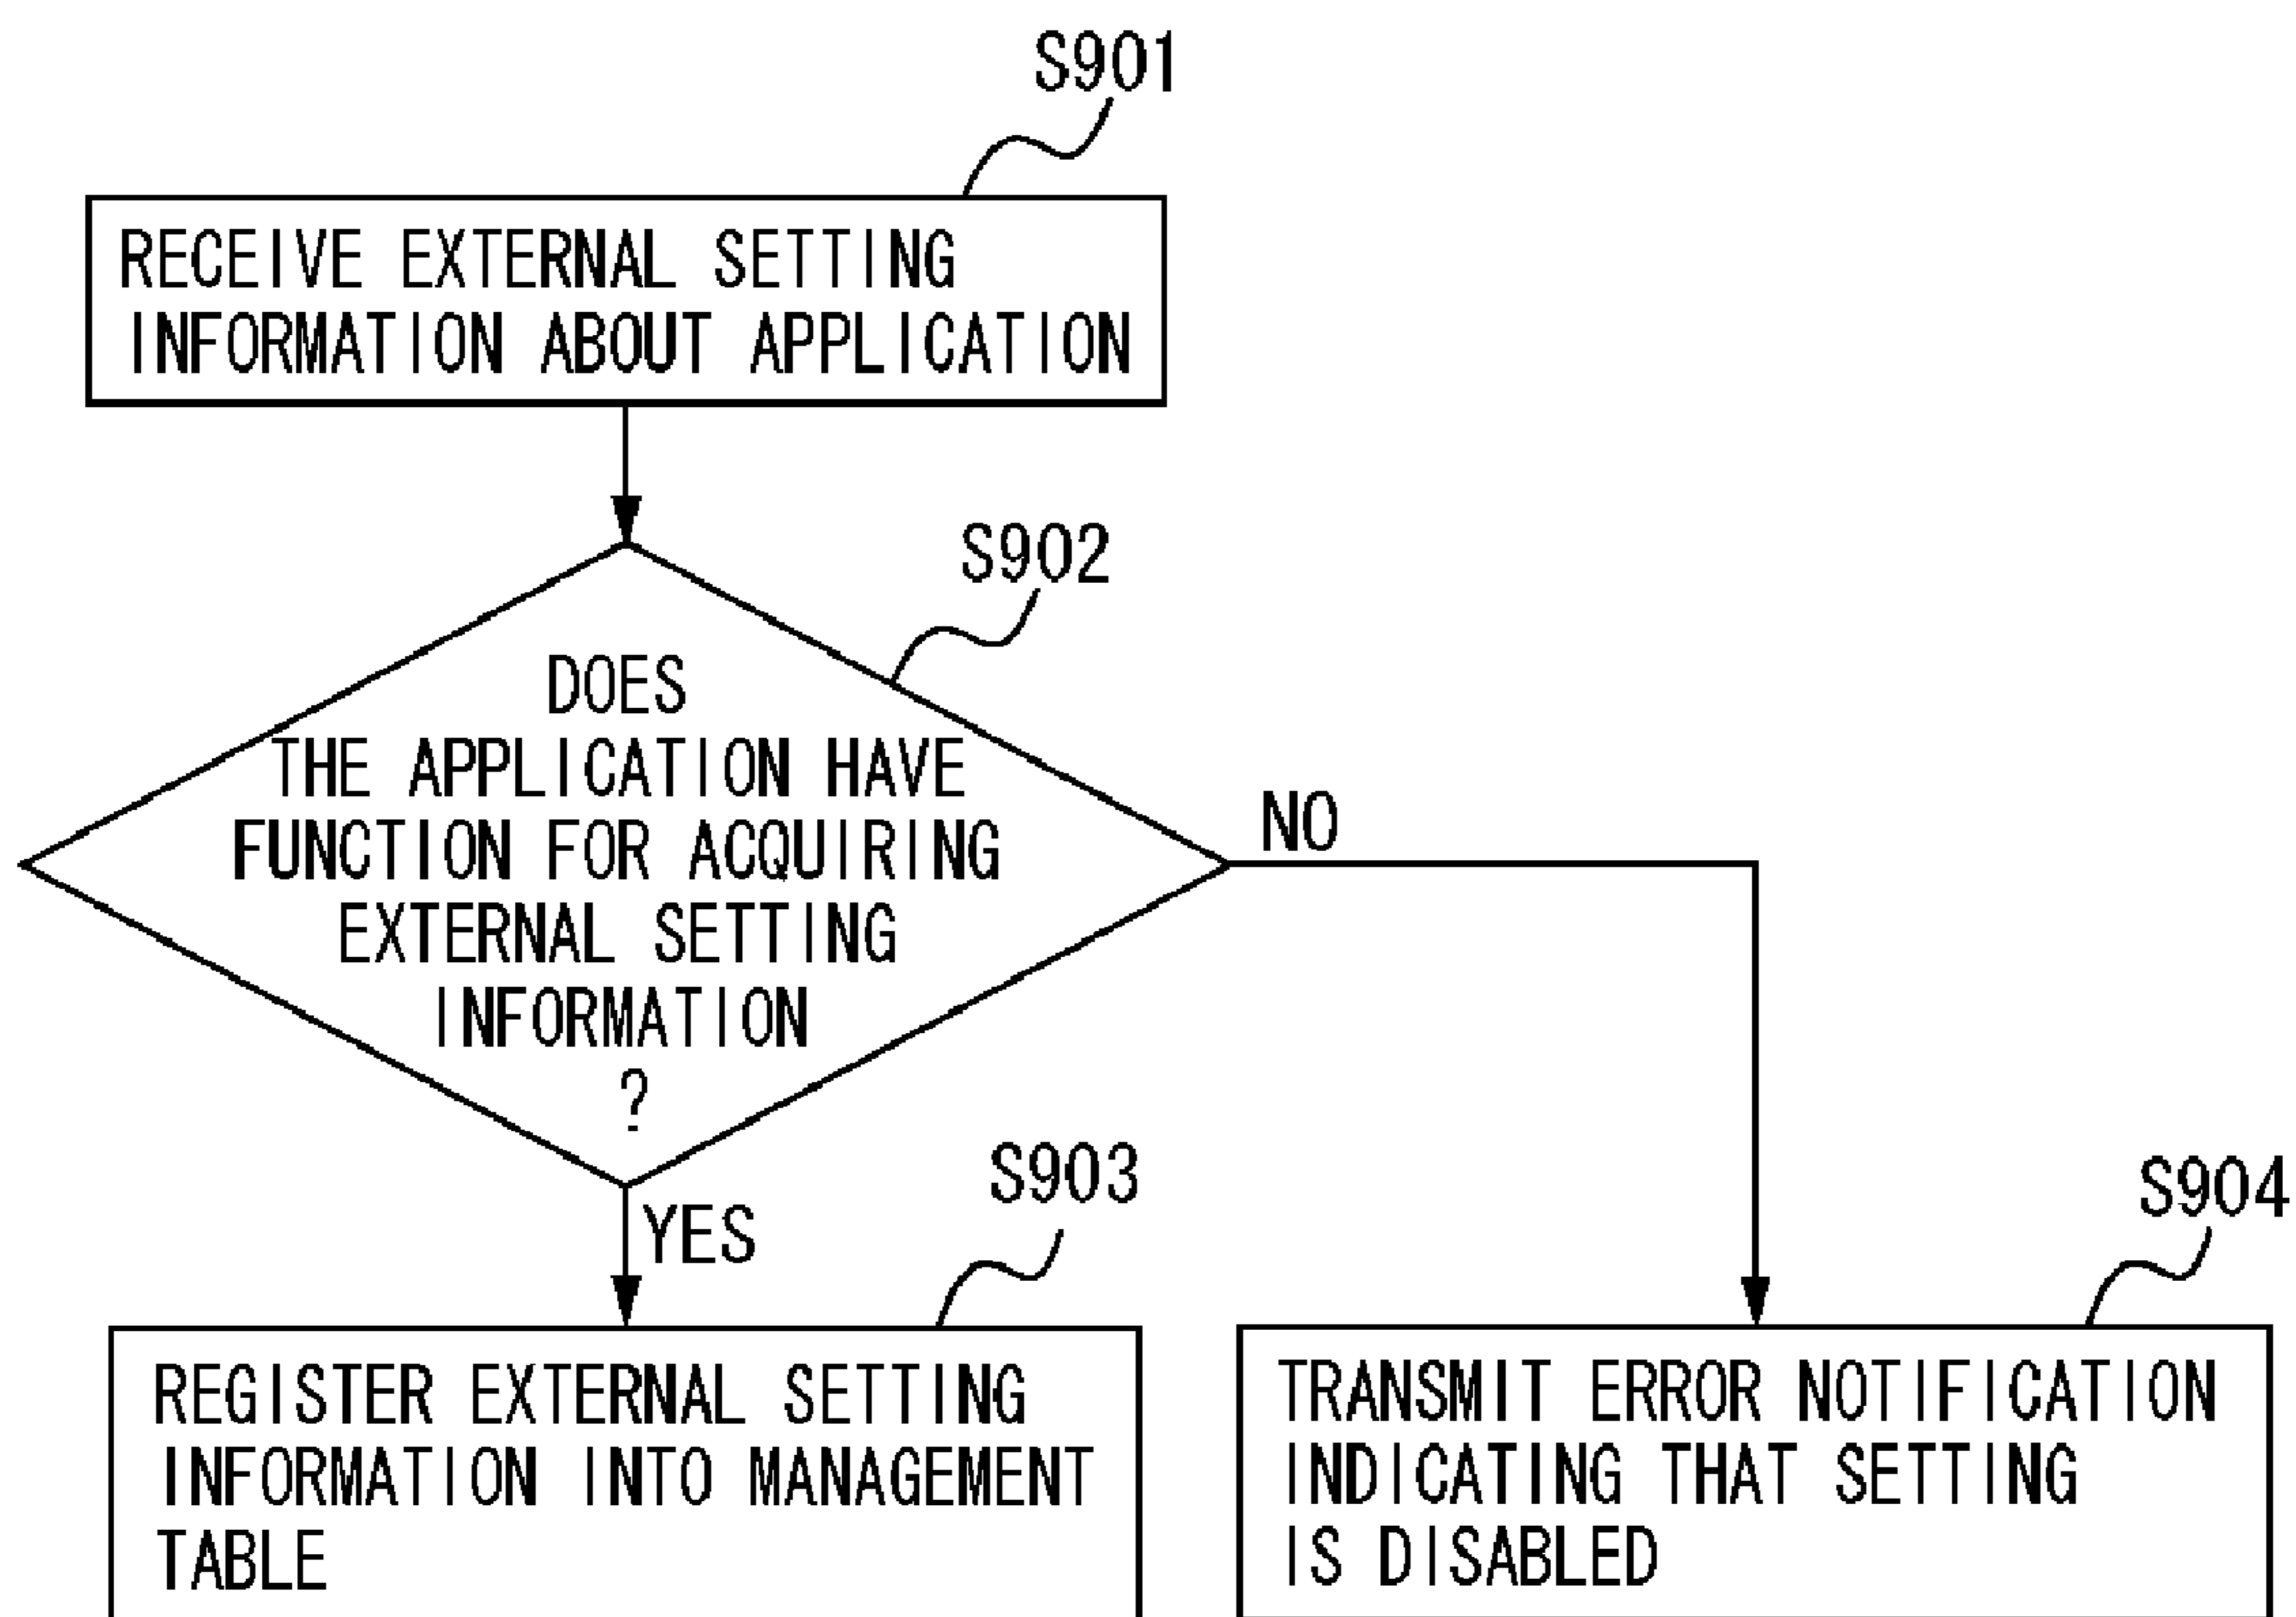 S901
RECEIVE EXTERNAL SETTING
INFORMATION ABOUT APPLICATION
S902
DOES
THE APPLICATION HAVE
FUNCTION FOR ACQUIRING
EXTERNAL SETTING
INFORMATION
?
NO
YES
S903
REGISTER EXTERNAL SETTING
INFORMATION INTO MANAGEMENT
TABLE
S904
TRANSMIT ERROR NOTIFICATION
INDICATING THAT SETTING
IS DISABLED